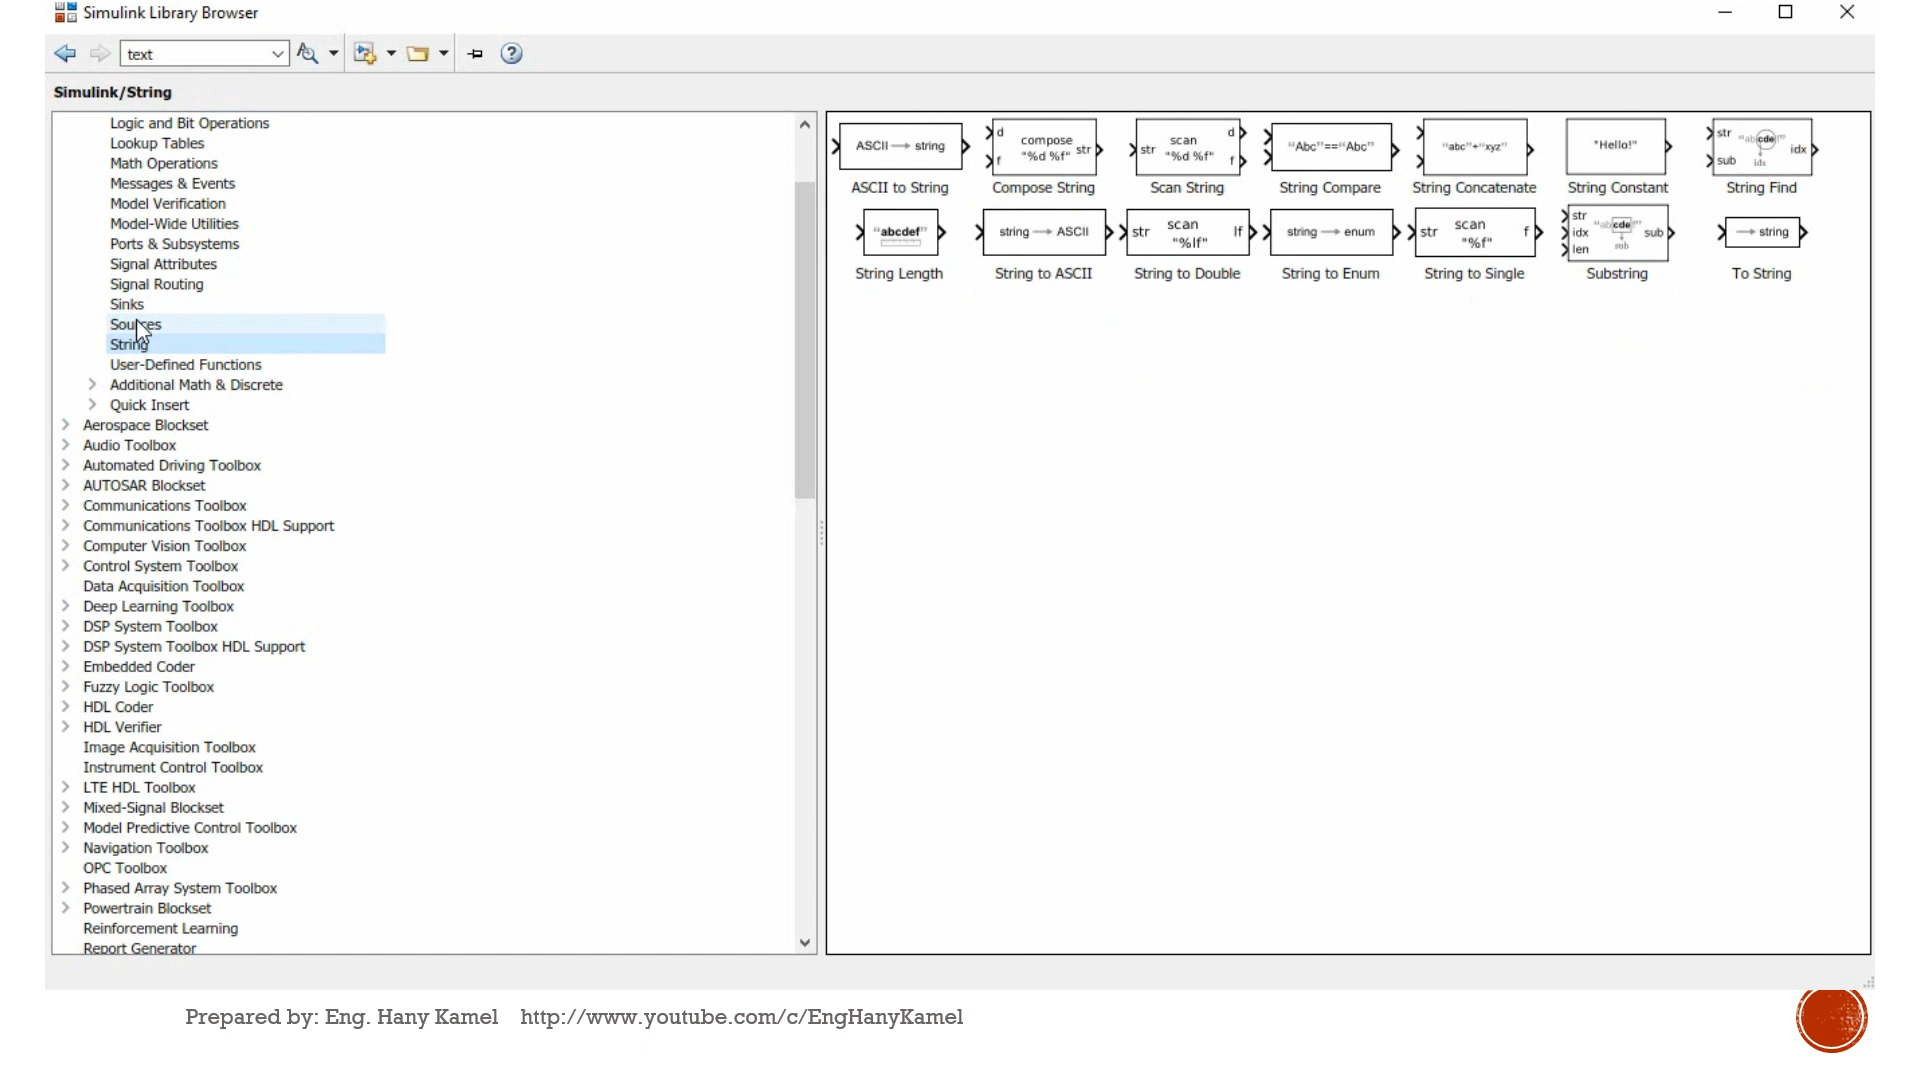 Simulink Library Browser
text
Simulink/String
Logic and Bit Operations
Lookup Tables
Math Operations
Messages & Events
Model Verification
Model-Wide Utilities
Ports & Subsystems
Signal Attributes
Signal Routing
Sinks
Sources
String
User-Defined Functions
Additional Math & Discrete
Quick Insert
Aerospace Blockset
Audio Toolbox
Automated Driving Toolbox
AUTOSAR Blockset
Communications Toolbox
Communications Toolbox HDL Support
Computer Vision Toolbox
Control System Toolbox
Data Acquisition Toolbox
Deep Learning Toolbox
DSP System Toolbox
DSP System Toolbox HDL Support
Embedded Coder
Fuzzy Logic Toolbox
HDL Coder
HDL Verifier
Image Acquisition Toolbox
Instrument Control Toolbox
LTE HDL Toolbox
Mixed-Signal Blockset
Model Predictive Control Toolbox
Navigation Toolbox
OPC Toolbox
Phased Array System Toolbox
Powertrain Blockset
Reinforcement Learning
Report Generator
ASCII → string
ASCII to String
d
f
compose
"%d %f"
str
Compose String
str
scan
"%d %f"
d
f
Scan String
"Abc"=="Abc"
String Compare
"abc"+"xyz"
String Concatenate
"Hello!"
String Constant
str
sub
"abcdef"
idx
idx
String Find
"abcdef"
String Length
string → ASCII
String to ASCII
str
scan
"%lf"
lf
String to Double
string → enum
String to Enum
str
scan
"%f"
f
String to Single
str
idx
len
"abcdef"
sub
sub
Substring
→ string
To String
Prepared by: Eng. Hany Kamel http://www.youtube.com/c/EngHanyKamel